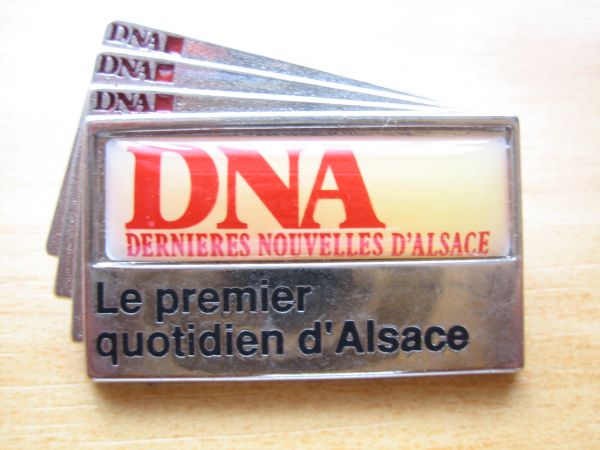 DNA
DNA
DNA
DNA
DERNIERES NOUVELLES D'ALSACE
Le premier
quotidien d'Alsace